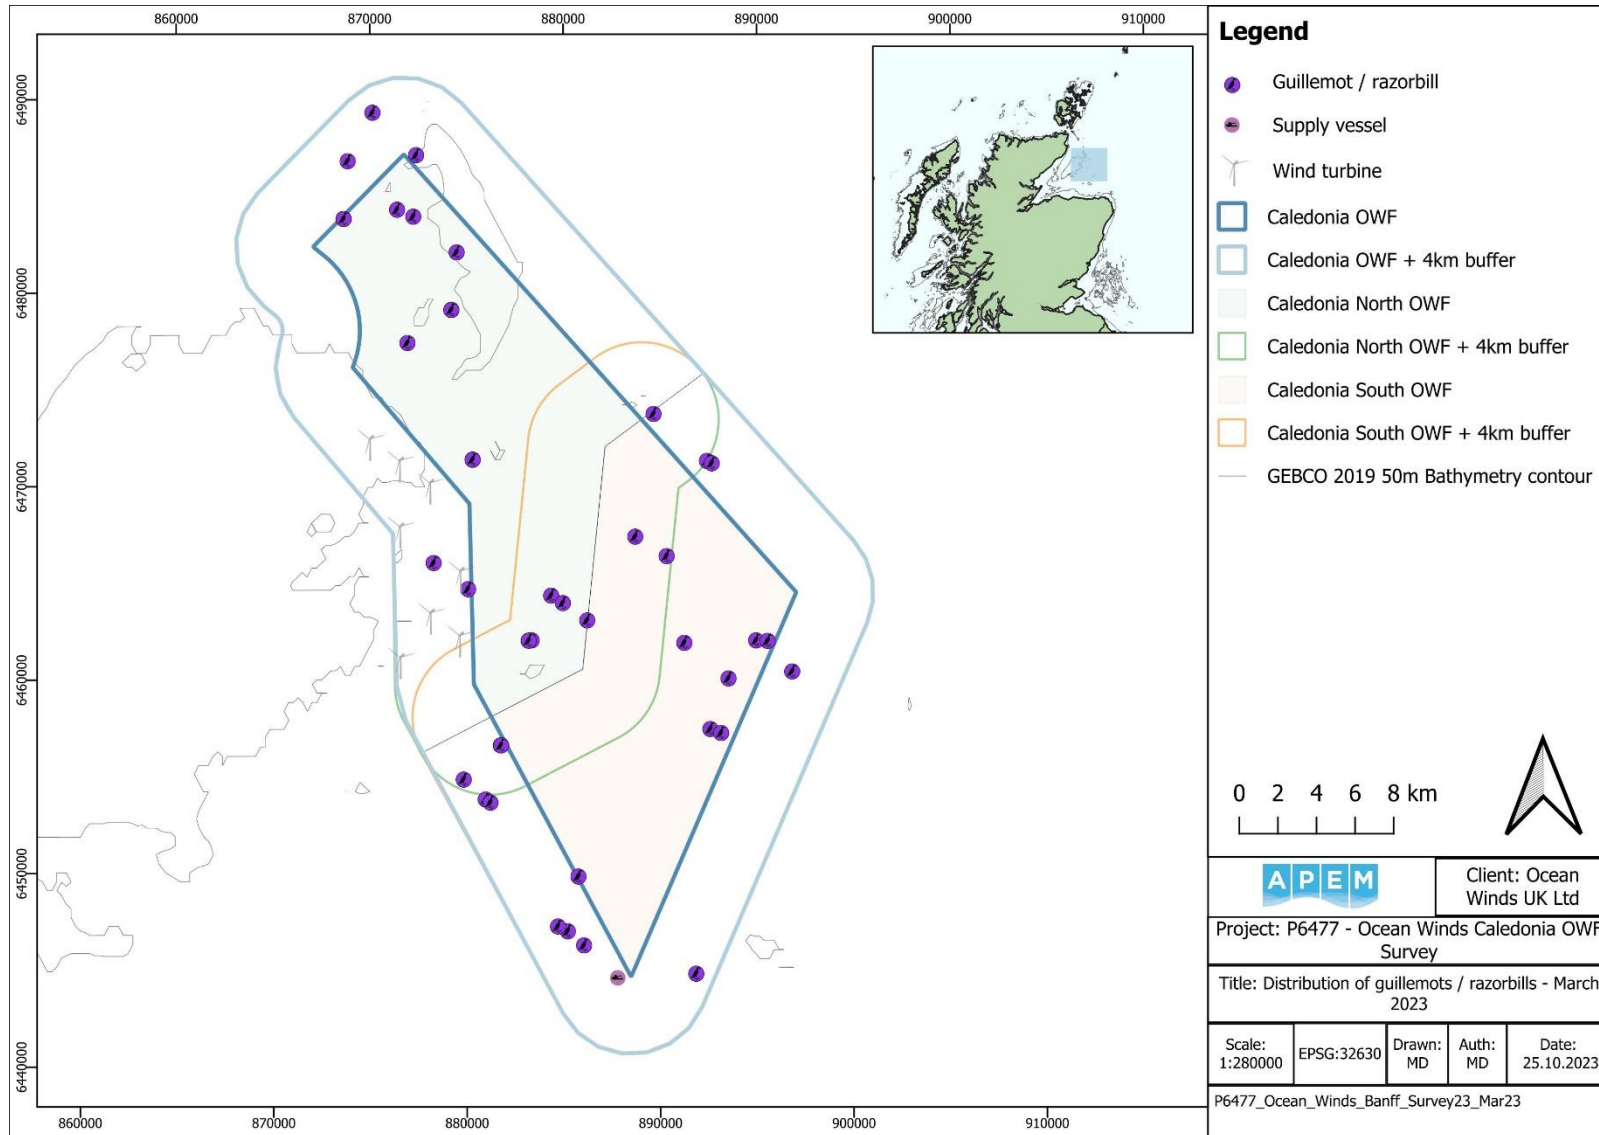 860000 870000 880000 890000 900000 910000
6490000
6480000
6470000
6460000
6450000
6440000
860000 870000 880000 890000 900000 910000
Legend
Guillemot / razorbill
Supply vessel
Wind turbine
Caledonia OWF
Caledonia OWF + 4km buffer
Caledonia North OWF
Caledonia North OWF + 4km buffer
Caledonia South OWF
Caledonia South OWF + 4km buffer
GEBCO 2019 50m Bathymetry contour
0 2 4 6 8 km
APEM
Client: Ocean
Winds UK Ltd
Project: P6477 - Ocean Winds Caledonia OWF
Survey
Title: Distribution of guillemots / razorbills - March
2023
Scale:
1:280000
EPSG:32630
Drawn:
MD
Auth:
MD
Date:
25.10.2023
P6477_Ocean_Winds_Banff_Survey23_Mar23